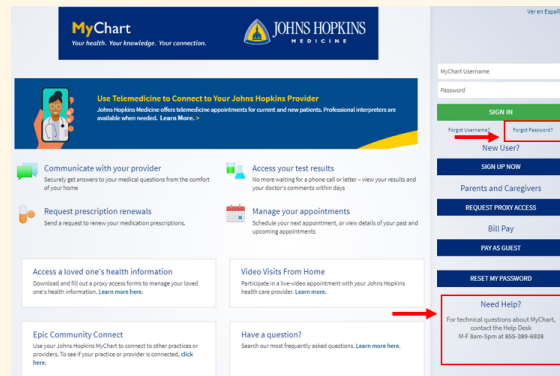 MyChart
Your health. Your knowledge. Your connection.
JOHNS HOPKINS
MEDICINE
Use Telemedicine to Connect to Your Johns Hopkins Provider
Johns Hopkins Medicine offers telemedicine appointments for current and new patients. Professional interpreters are
available when needed. Learn More. >
Communicate with your provider
Securely get answers to your medical questions from the comfort
of your home
Access your test results
No more waiting for a phone call or letter – view your results and
your doctor's comments within days
Request prescription renewals
Send a request to renew your medication prescriptions.
Manage your appointments
Schedule your next appointment, or view details of your past and
upcoming appointments
Access a loved one's health information
Download and fill out a proxy access forms to manage your loved
one's health information. Learn more here.
Video Visits From Home
Participate in a live-video appointment with your Johns Hopkins
health care provider. Learn more.
Epic Community Connect
Use your Johns Hopkins MyChart to connect to other practices or
providers. To see if your practice or provider is connected, click
here.
Have a question?
Search our most frequently asked questions. Learn more here.
Ver en Españ
MyChart Username
Password
SIGN IN
Forgot Username?
Forgot Password?
New User?
SIGN UP NOW
Parents and Caregivers
REQUEST PROXY ACCESS
Bill Pay
PAY AS GUEST
RESET MY PASSWORD
Need Help?
For technical questions about MyChart,
contact the Help Desk
M-F 8am-5pm at 855-389-6928